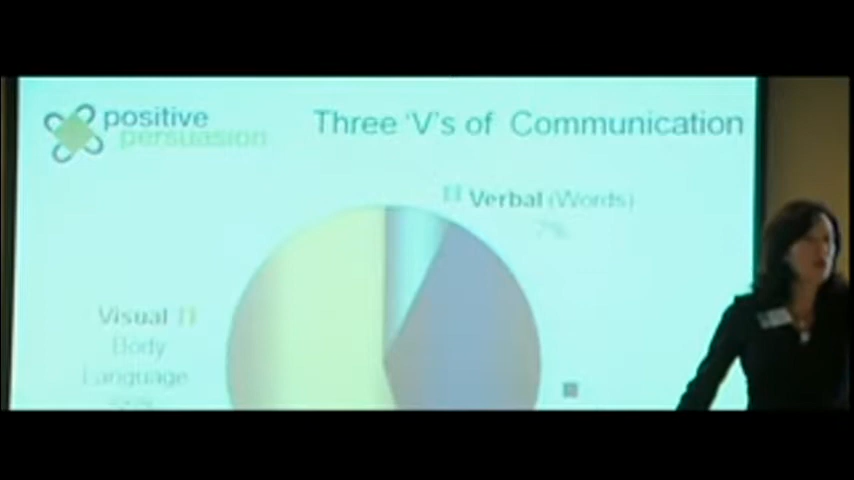 positive
persuasion
Three 'V's of Communication
Verbal (Words)
7%
Visual
Body
Language